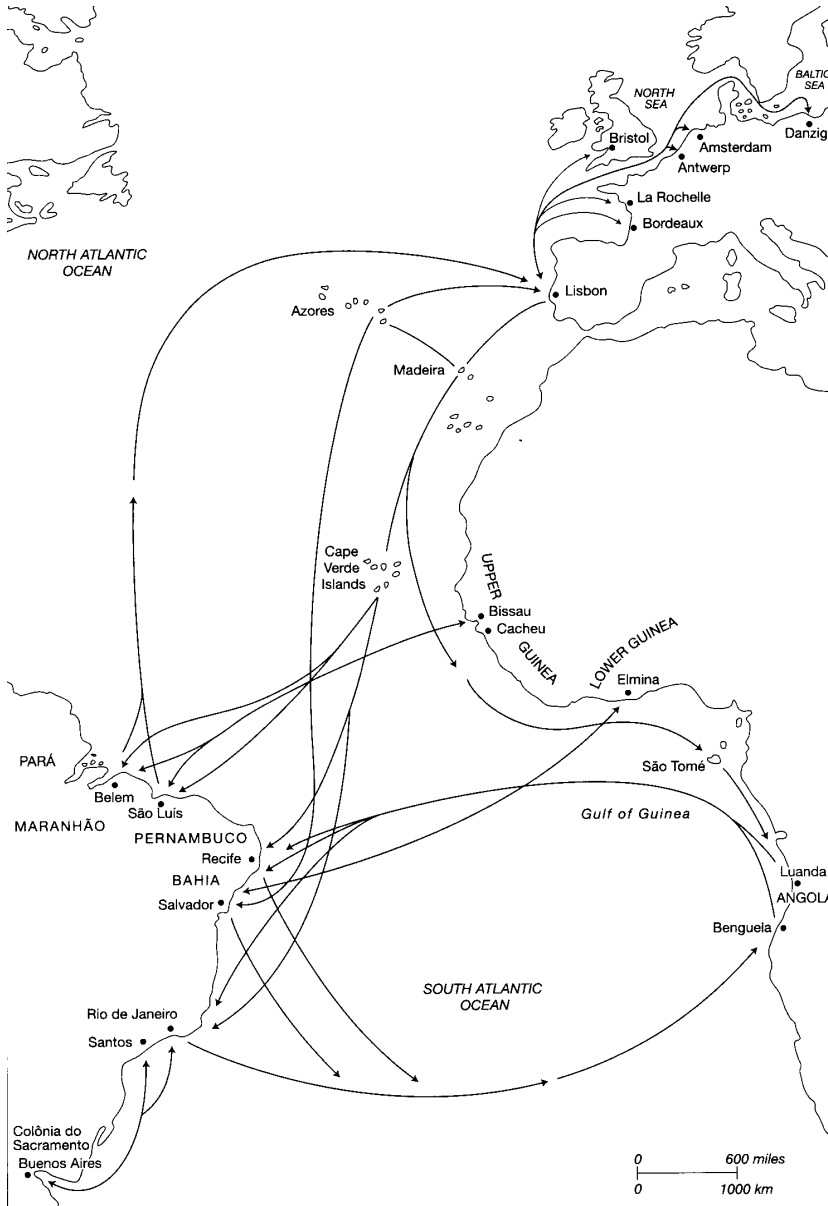 BALTIC
SEA
NORTH
SEA
Bristol
Danzig
Amsterdam
Antwerp
La Rochelle
Bordeaux
NORTH ATLANTIC
OCEAN
Lisbon
Azores
Madeira
Cape
Verde
Islands
UPPER
GUINEA
Bissau
Cacheu
LOWER GUINEA
Elmina
PARÁ
São Tomé
Belem
São Luís
MARANHÃO
Gulf of Guinea
PERNAMBUCO
Recife
Luanda
BAHIA
ANGOLA
Salvador
Benguela
SOUTH ATLANTIC
OCEAN
Rio de Janeiro
Santos
Colônia do
Sacramento
Buenos Aires
0 600 miles
0 1000 km